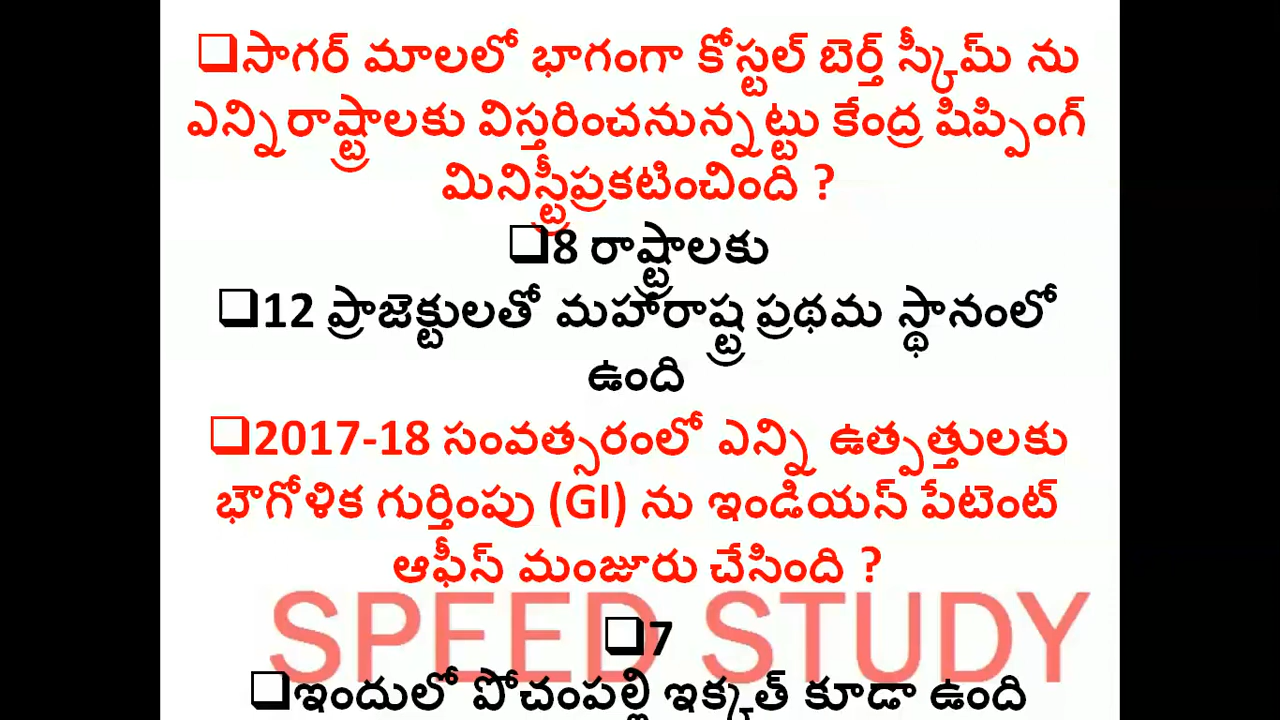 ❑సాగర్ మాలలో భాగంగా కోస్టల్ బెర్త్ స్కీమ్ ను
ఎన్ని రాష్ట్రాలకు విస్తరించనున్నట్టు కేంద్ర షిప్పింగ్
మినిస్ట్రీప్రకటించింది ?
❑8 రాష్ట్రాలకు
❑12 ప్రాజెక్టులతో మహారాష్ట్ర ప్రథమ స్థానంలో
ఉంది
❑2017-18 సంవత్సరంలో ఎన్ని ఉత్పత్తులకు
భౌగోళిక గుర్తింపు (GI) ను ఇండియస్ పేటెంట్
ఆఫీస్ మంజూరు చేసింది ?
SPEED STUDY
❑7
❑ఇందులో పోచంపల్లి ఇక్కత్ కూడా ఉంది